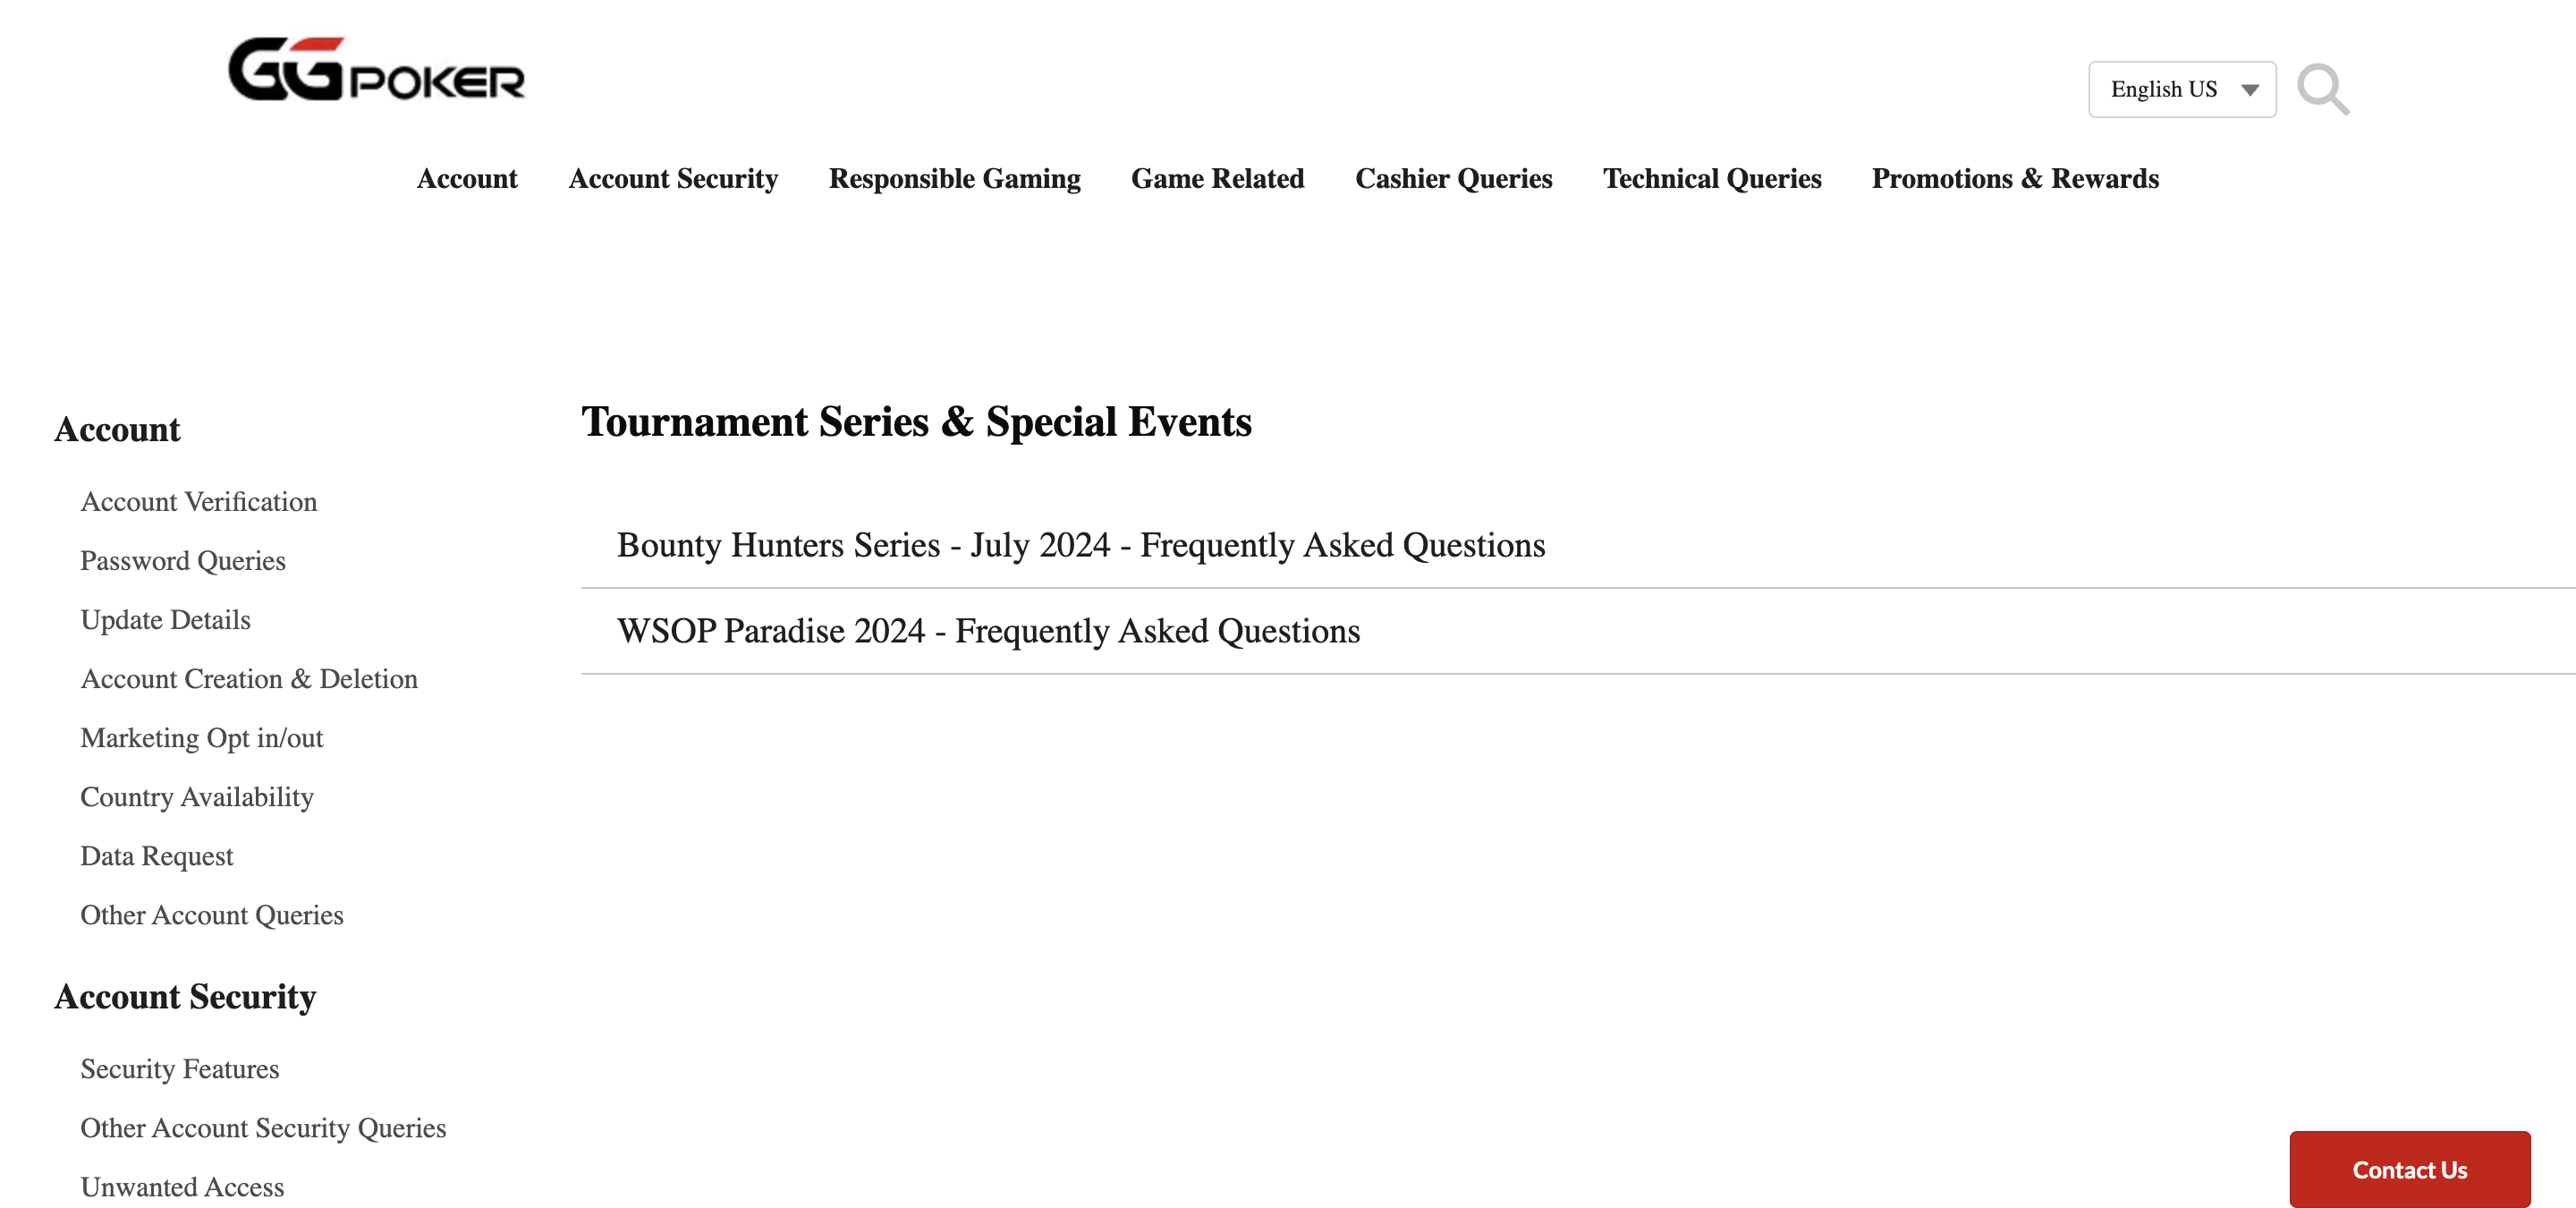 GGPOKER
English US
Account Account Security Responsible Gaming Game Related Cashier Queries Technical Queries Promotions & Rewards
Account
Account Verification
Password Queries
Update Details
Account Creation & Deletion
Marketing Opt in/out
Country Availability
Data Request
Other Account Queries
Account Security
Security Features
Other Account Security Queries
Unwanted Access
Tournament Series & Special Events
Bounty Hunters Series - July 2024 - Frequently Asked Questions
WSOP Paradise 2024 - Frequently Asked Questions
Contact Us